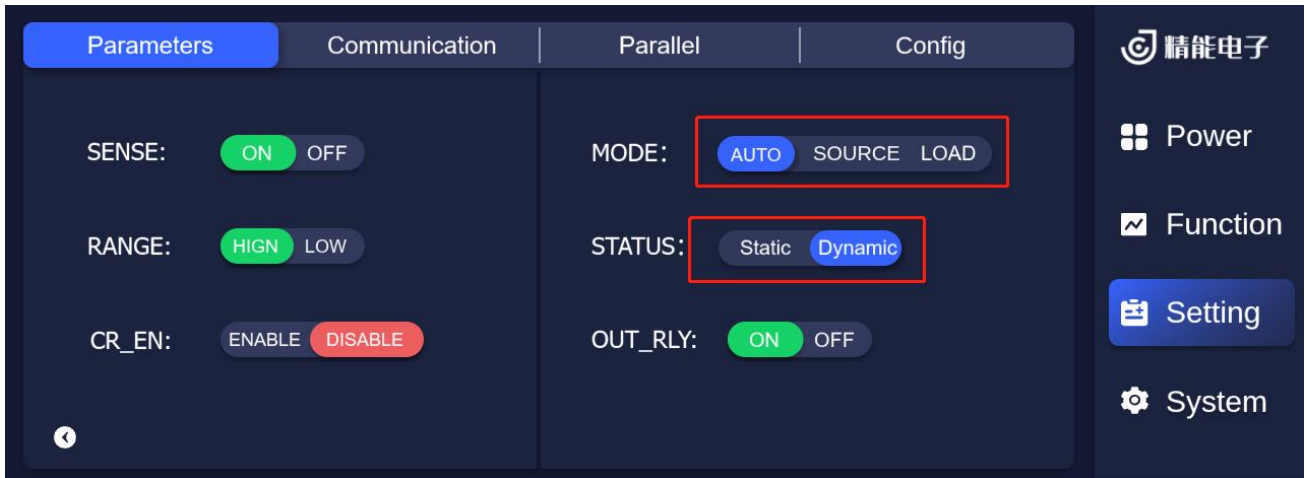 Parameters Communication Parallel Config
精能电子
SENSE: ON OFF
MODE: AUTO SOURCE LOAD
Power
RANGE: HIGN LOW
STATUS: Static Dynamic
Function
CR_EN: ENABLE DISABLE
OUT_RLY: ON OFF
Setting
System